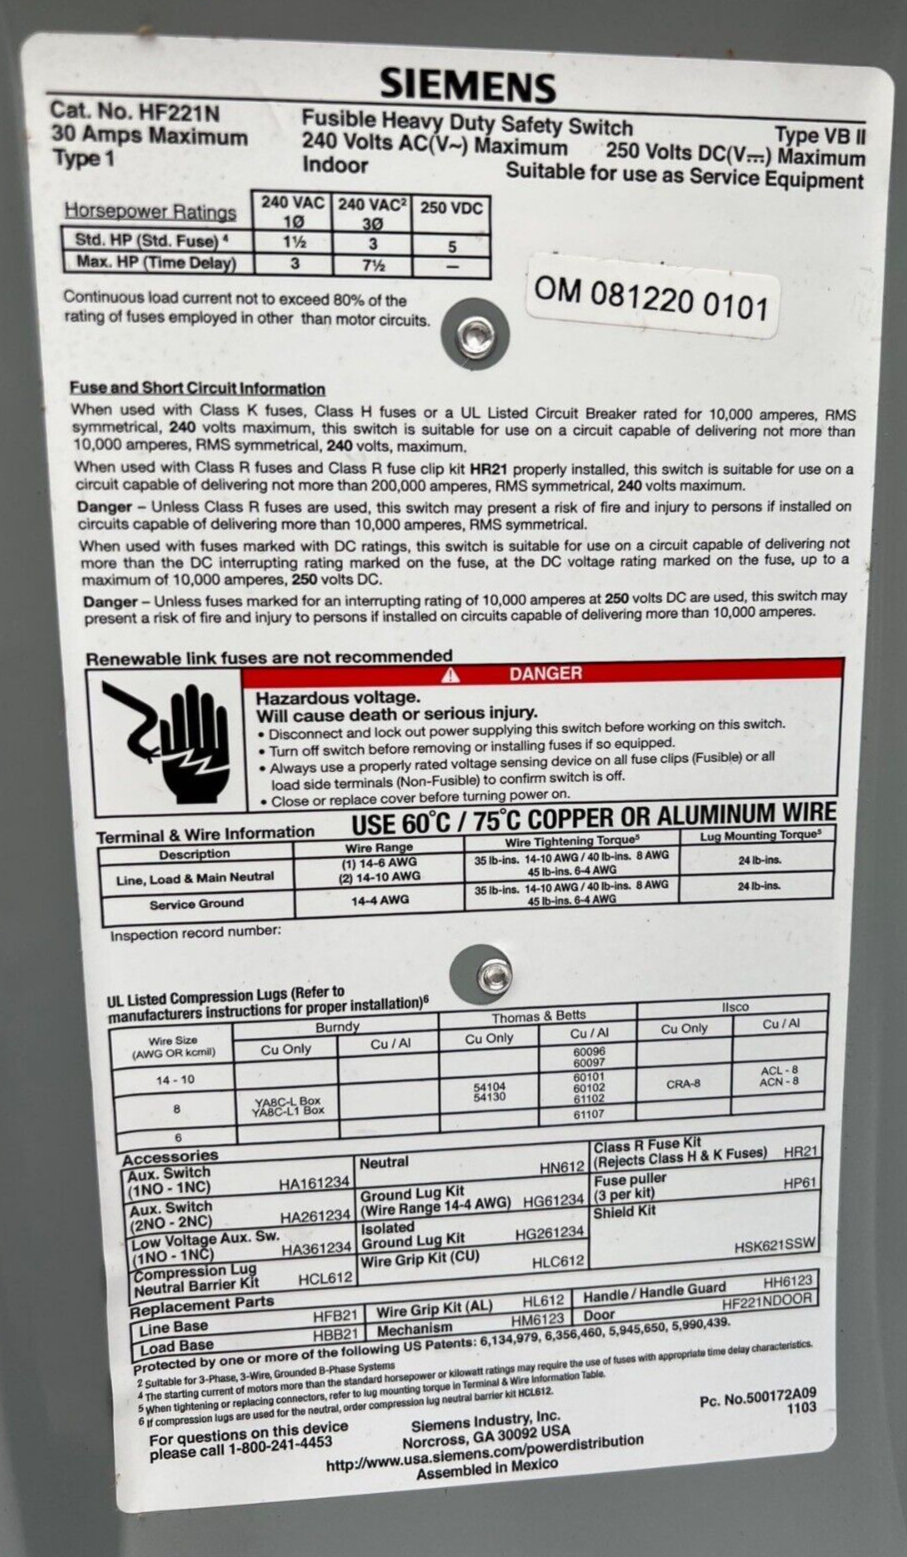 SIEMENS
Cat. No. HF221N
30 Amps Maximum
Type 1
Fusible Heavy Duty Safety Switch
240 Volts AC(V~) Maximum
Indoor
Type VB II
250 Volts DC(V⎓) Maximum
Suitable for use as Service Equipment
Horsepower Ratings 240 VAC 1Ø 240 VAC² 3Ø 250 VDC
Std. HP (Std. Fuse) ⁴ 1½ 3 5
Max. HP (Time Delay) 3 7½ –
OM 081220 0101
Continuous load current not to exceed 80% of the
rating of fuses employed in other than motor circuits.
Fuse and Short Circuit Information
When used with Class K fuses, Class H fuses or a UL Listed Circuit Breaker rated for 10,000 amperes, RMS
symmetrical, 240 volts maximum, this switch is suitable for use on a circuit capable of delivering not more than
10,000 amperes, RMS symmetrical, 240 volts, maximum.
When used with Class R fuses and Class R fuse clip kit HR21 properly installed, this switch is suitable for use on a
circuit capable of delivering not more than 200,000 amperes, RMS symmetrical, 240 volts maximum.
Danger – Unless Class R fuses are used, this switch may present a risk of fire and injury to persons if installed on
circuits capable of delivering more than 10,000 amperes, RMS symmetrical.
When used with fuses marked with DC ratings, this switch is suitable for use on a circuit capable of delivering not
more than the DC interrupting rating marked on the fuse, at the DC voltage rating marked on the fuse, up to a
maximum of 10,000 amperes, 250 volts DC.
Danger – Unless fuses marked for an interrupting rating of 10,000 amperes at 250 volts DC are used, this switch may
present a risk of fire and injury to persons if installed on circuits capable of delivering more than 10,000 amperes.
Renewable link fuses are not recommended
DANGER
Hazardous voltage.
Will cause death or serious injury.
• Disconnect and lock out power supplying this switch before working on this switch.
• Turn off switch before removing or installing fuses if so equipped.
• Always use a properly rated voltage sensing device on all fuse clips (Fusible) or all
load side terminals (Non-Fusible) to confirm switch is off.
• Close or replace cover before turning power on.
Terminal & Wire Information USE 60°C / 75°C COPPER OR ALUMINUM WIRE
Description Wire Range Wire Tightening Torque⁵ Lug Mounting Torque⁵
Line, Load & Main Neutral
(1) 14-6 AWG
(2) 14-10 AWG
35 lb-ins. 14-10 AWG / 40 lb-ins. 8 AWG
45 lb-ins. 6-4 AWG
24 lb-ins.
Service Ground
14-4 AWG
35 lb-ins. 14-10 AWG / 40 lb-ins. 8 AWG
45 lb-ins. 6-4 AWG
24 lb-ins.
Inspection record number:
UL Listed Compression Lugs (Refer to
manufacturers instructions for proper installation)⁶
Wire Size
(AWG OR kcmil)
Burndy Thomas & Betts Ilsco
Cu Only Cu / Al Cu Only Cu / Al Cu Only Cu / Al
14 - 10
60096
60097
8
YA8C-L Box
YA8C-L1 Box
54104
54130
60101
60102
61102
CRA-8
ACL - 8
ACN - 8
6
61107
Accessories
Aux. Switch
(1NO - 1NC) HA161234
Aux. Switch
(2NO - 2NC) HA261234
Low Voltage Aux. Sw.
(1NO - 1NC) HA361234
Compression Lug
Neutral Barrier Kit HCL612
Neutral HN612
Ground Lug Kit
(Wire Range 14-4 AWG) HG61234
Isolated
Ground Lug Kit HG261234
Wire Grip Kit (CU) HLC612
Class R Fuse Kit
(Rejects Class H & K Fuses) HR21
Fuse puller
(3 per kit) HP61
Shield Kit
HSK621SSW
Replacement Parts
Line Base HFB21 Wire Grip Kit (AL) HL612 Handle / Handle Guard HH6123
Load Base HBB21 Mechanism HM6123 Door HF221NDOOR
Protected by one or more of the following US Patents: 6,134,979, 6,356,460, 5,945,650, 5,990,439.
2 Suitable for 3-Phase, 3-Wire, Grounded B-Phase Systems
4 The starting current of motors more than the standard horsepower or kilowatt ratings may require the use of fuses with appropriate time delay characteristics.
5 When tightening or replacing connectors, refer to lug mounting torque in Terminal & Wire Information Table.
6 If compression lugs are used for the neutral, order compression lug neutral barrier kit HCL612.
For questions on this device
please call 1-800-241-4453
Siemens Industry, Inc.
Norcross, GA 30092 USA
http://www.usa.siemens.com/powerdistribution
Assembled in Mexico
Pc. No.500172A09
1103